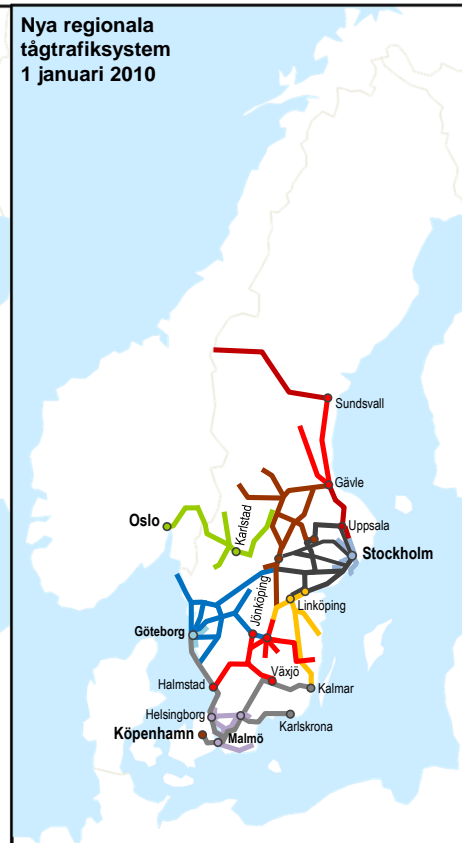 Nya regionala
tågtrafiksystem
1 januari 2010
Sundsvall
Gävle
Oslo
Karlstad
Uppsala
Stockholm
Jönköping
Linköping
Göteborg
Växjö
Halmstad
Kalmar
Helsingborg
Karlskrona
Köpenhamn
Malmö